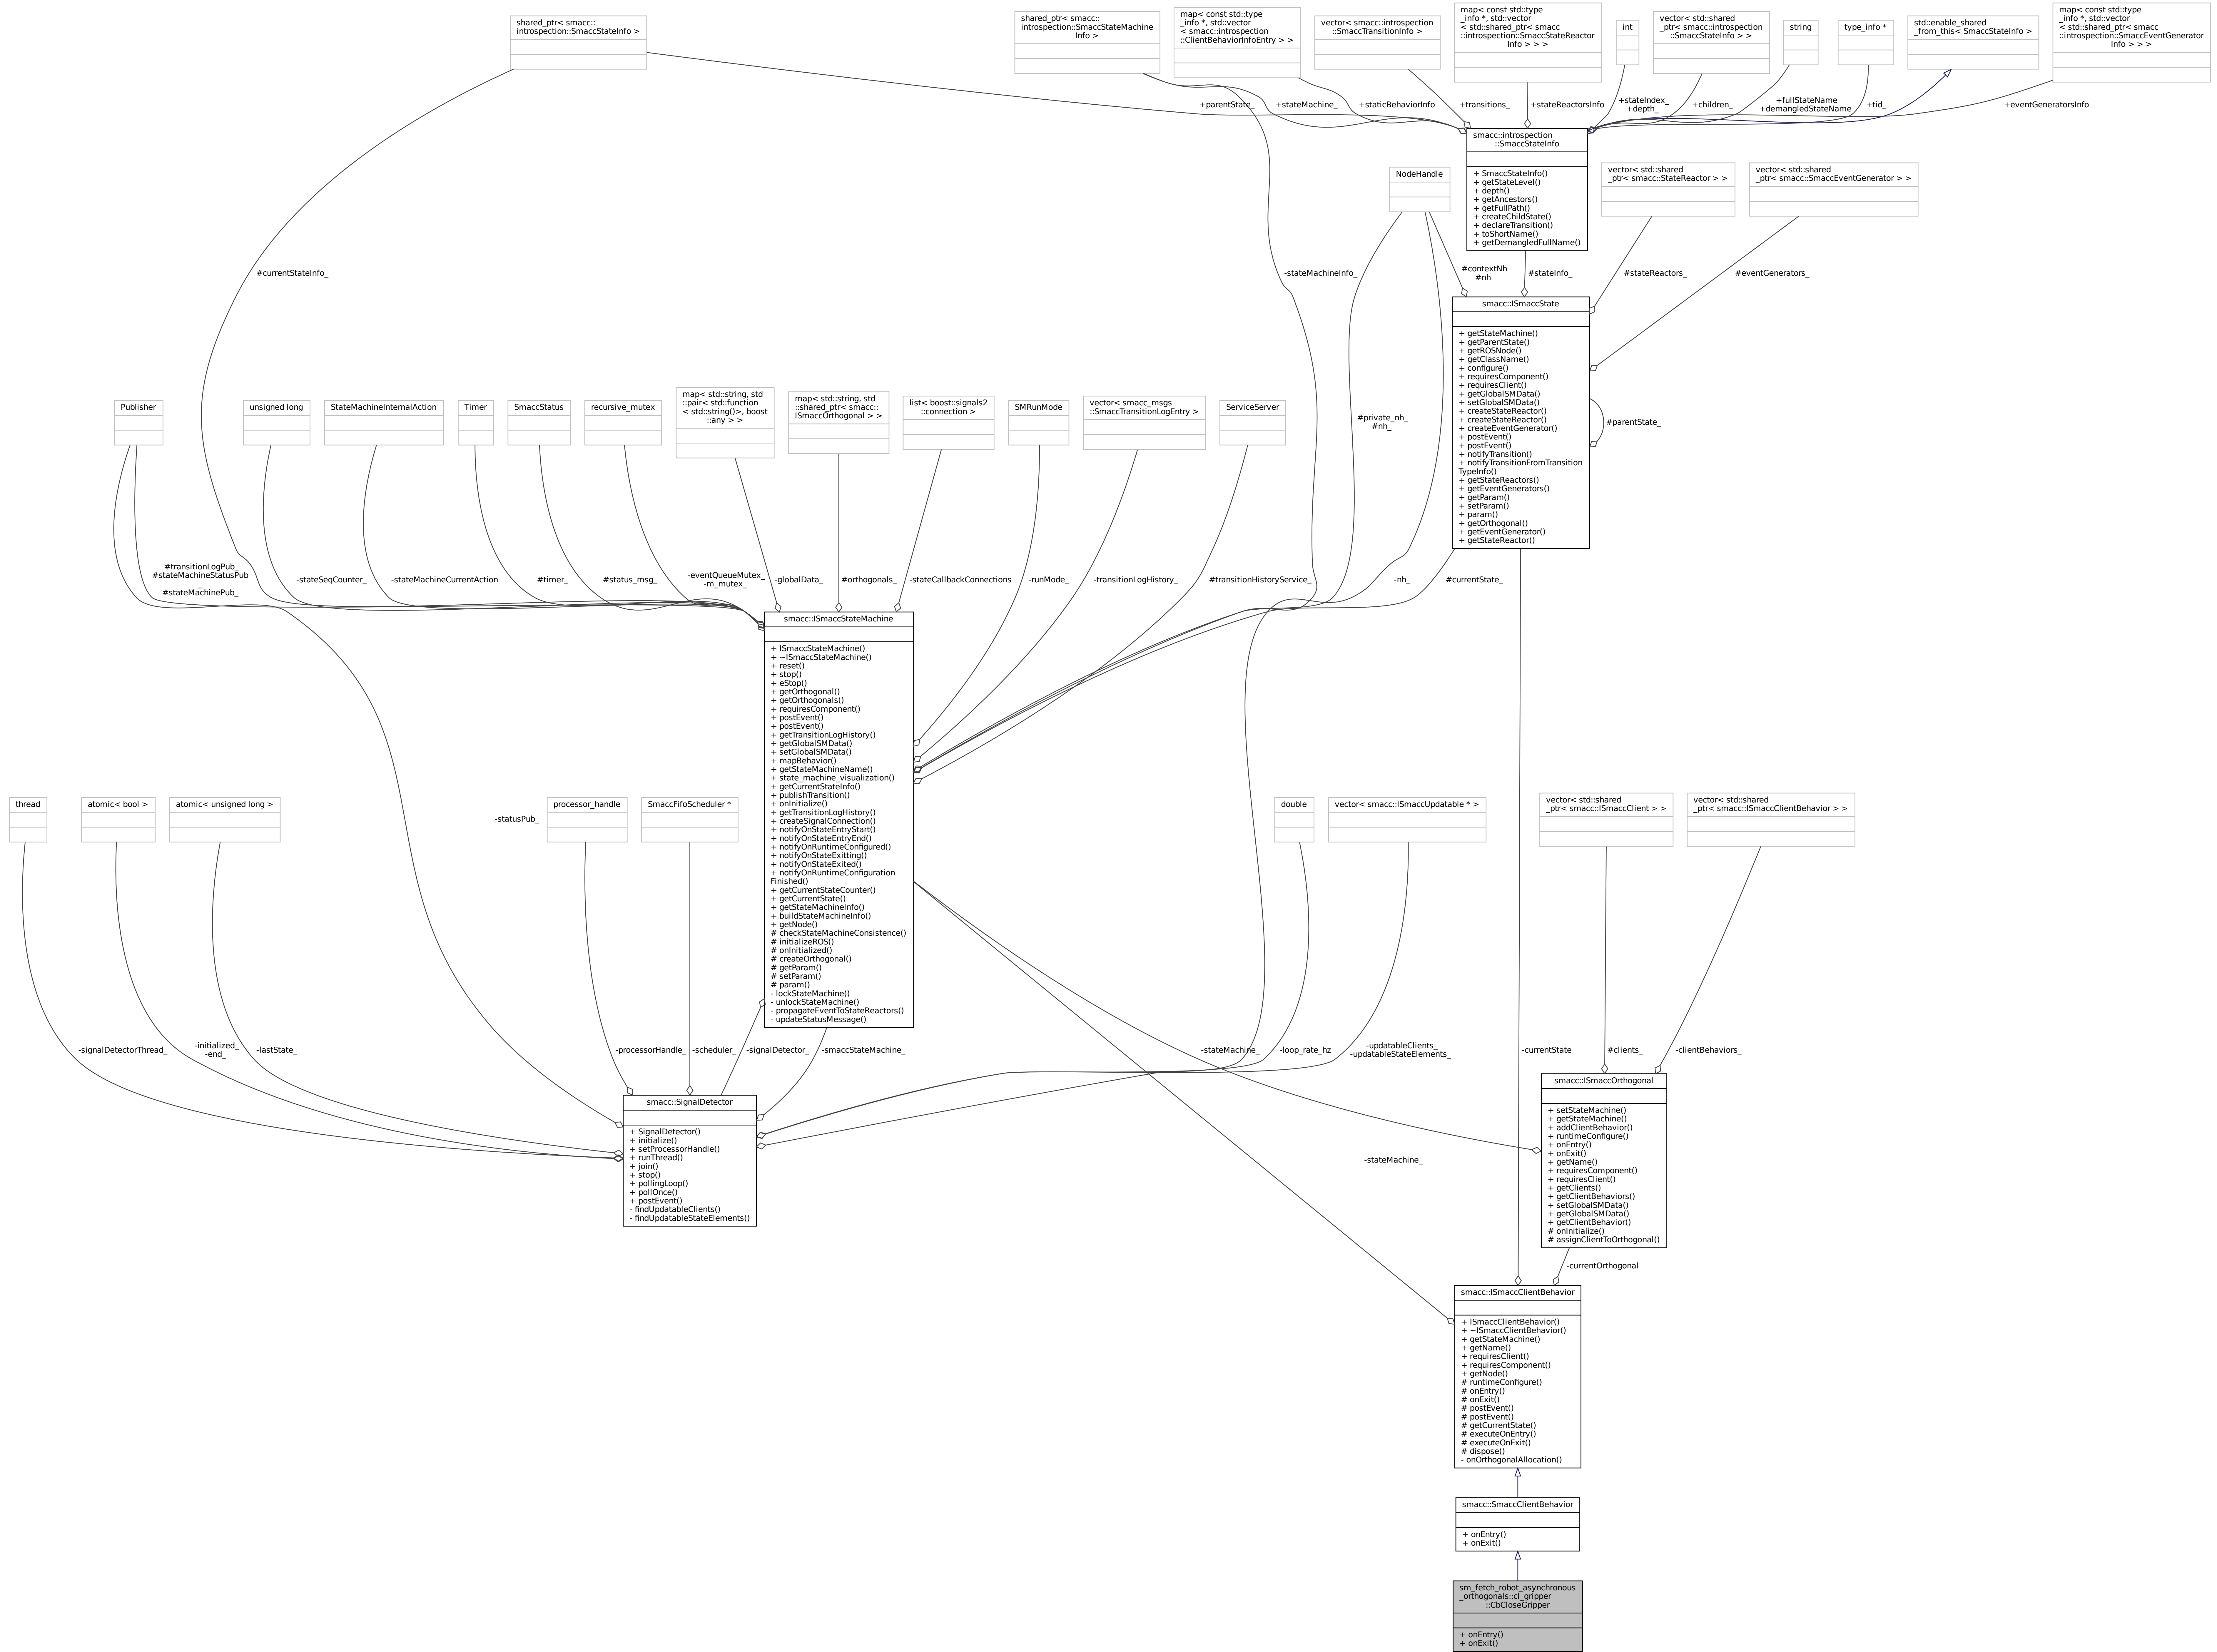 shared_ptr< smacc::
introspection::SmaccStateInfo >
shared_ptr< smacc::
introspection::SmaccStateMachine
Info >
map< const std::type
_info *, std::vector
< smacc::introspection
::ClientBehaviorInfoEntry > >
vector< smacc::introspection
::SmaccTransitionInfo >
map< const std::type
_info *, std::vector
< std::shared_ptr< smacc
::introspection::SmaccStateReactor
Info > > >
int
vector< std::shared
_ptr< smacc::introspection
::SmaccStateInfo > >
string
type_info *
std::enable_shared
_from_this< SmaccStateInfo >
map< const std::type
_info *, std::vector
< std::shared_ptr< smacc
::introspection::SmaccEventGenerator
Info > > >
+parentState_
+stateMachine_
+staticBehaviorInfo
+transitions_
+stateReactorsInfo
+stateIndex_
+depth_
+children_
+fullStateName
+demangledStateName
+tid_
+eventGeneratorsInfo
smacc::introspection
::SmaccStateInfo
+ SmaccStateInfo()
+ getStateLevel()
+ depth()
+ getAncestors()
+ getFullPath()
+ createChildState()
+ declareTransition()
+ toShortName()
+ getDemangledFullName()
NodeHandle
vector< std::shared
_ptr< smacc::StateReactor > >
vector< std::shared
_ptr< smacc::SmaccEventGenerator > >
#currentStateInfo_
-stateMachineInfo_
#contextNh
#nh
#stateInfo_
#stateReactors_
#eventGenerators_
smacc::ISmaccState
+ getStateMachine()
+ getParentState()
+ getROSNode()
+ getClassName()
+ configure()
+ requiresComponent()
+ requiresClient()
+ getGlobalSMData()
+ setGlobalSMData()
+ createStateReactor()
+ createStateReactor()
+ createEventGenerator()
+ postEvent()
+ postEvent()
+ notifyTransition()
+ notifyTransitionFromTransition
TypeInfo()
+ getStateReactors()
+ getEventGenerators()
+ getParam()
+ setParam()
+ param()
+ getOrthogonal()
+ getEventGenerator()
+ getStateReactor()
#parentState_
Publisher
unsigned long
StateMachineInternalAction
Timer
SmaccStatus
recursive_mutex
map< std::string, std
::pair< std::function
< std::string()>, boost
::any > >
map< std::string, std
::shared_ptr< smacc::
ISmaccOrthogonal > >
list< boost::signals2
::connection >
SMRunMode
vector< smacc_msgs
::SmaccTransitionLogEntry >
ServiceServer
#private_nh_
#nh_
#transitionLogPub_
#stateMachineStatusPub
_
#stateMachinePub_
-stateSeqCounter_
-stateMachineCurrentAction
#timer_
#status_msg_
-eventQueueMutex_
-m_mutex_
-globalData_
#orthogonals_
-stateCallbackConnections
-runMode_
-transitionLogHistory_
#transitionHistoryService_
-nh_
#currentState_
smacc::ISmaccStateMachine
+ ISmaccStateMachine()
+ ~ISmaccStateMachine()
+ reset()
+ stop()
+ eStop()
+ getOrthogonal()
+ getOrthogonals()
+ requiresComponent()
+ postEvent()
+ postEvent()
+ getTransitionLogHistory()
+ getGlobalSMData()
+ setGlobalSMData()
+ mapBehavior()
+ getStateMachineName()
+ state_machine_visualization()
+ getCurrentStateInfo()
+ publishTransition()
+ onInitialize()
+ getTransitionLogHistory()
+ createSignalConnection()
+ notifyOnStateEntryStart()
+ notifyOnStateEntryEnd()
+ notifyOnRuntimeConfigured()
+ notifyOnStateExitting()
+ notifyOnStateExited()
+ notifyOnRuntimeConfiguration
Finished()
+ getCurrentStateCounter()
+ getCurrentState()
+ getStateMachineInfo()
+ buildStateMachineInfo()
+ getNode()
# checkStateMachineConsistence()
# initializeROS()
# onInitialized()
# createOrthogonal()
# getParam()
# setParam()
# param()
- lockStateMachine()
- unlockStateMachine()
- propagateEventToStateReactors()
- updateStatusMessage()
thread
atomic< bool >
atomic< unsigned long >
-statusPub_
processor_handle
SmaccFifoScheduler *
double
vector< smacc::ISmaccUpdatable * >
vector< std::shared
_ptr< smacc::ISmaccClient > >
vector< std::shared
_ptr< smacc::ISmaccClientBehavior > >
-signalDetectorThread_
-initialized_
-end_
-lastState_
-processorHandle_
-scheduler_
-signalDetector_
-smaccStateMachine_
-stateMachine_
-loop_rate_hz
-updatableClients_
-updatableStateElements_
-currentState
#clients_
-clientBehaviors_
smacc::SignalDetector
+ SignalDetector()
+ initialize()
+ setProcessorHandle()
+ runThread()
+ join()
+ stop()
+ pollingLoop()
+ pollOnce()
+ postEvent()
- findUpdatableClients()
- findUpdatableStateElements()
smacc::ISmaccOrthogonal
+ setStateMachine()
+ getStateMachine()
+ addClientBehavior()
+ runtimeConfigure()
+ onEntry()
+ onExit()
+ getName()
+ requiresComponent()
+ requiresClient()
+ getClients()
+ getClientBehaviors()
+ setGlobalSMData()
+ getGlobalSMData()
+ getClientBehavior()
# onInitialize()
# assignClientToOrthogonal()
-stateMachine_
-currentOrthogonal
smacc::ISmaccClientBehavior
+ ISmaccClientBehavior()
+ ~ISmaccClientBehavior()
+ getStateMachine()
+ getName()
+ requiresClient()
+ requiresComponent()
+ getNode()
# runtimeConfigure()
# onEntry()
# onExit()
# postEvent()
# postEvent()
# getCurrentState()
# executeOnEntry()
# executeOnExit()
# dispose()
- onOrthogonalAllocation()
smacc::SmaccClientBehavior
+ onEntry()
+ onExit()
sm_fetch_robot_asynchronous
_orthogonals::cl_gripper
::CbCloseGripper
+ onEntry()
+ onExit()